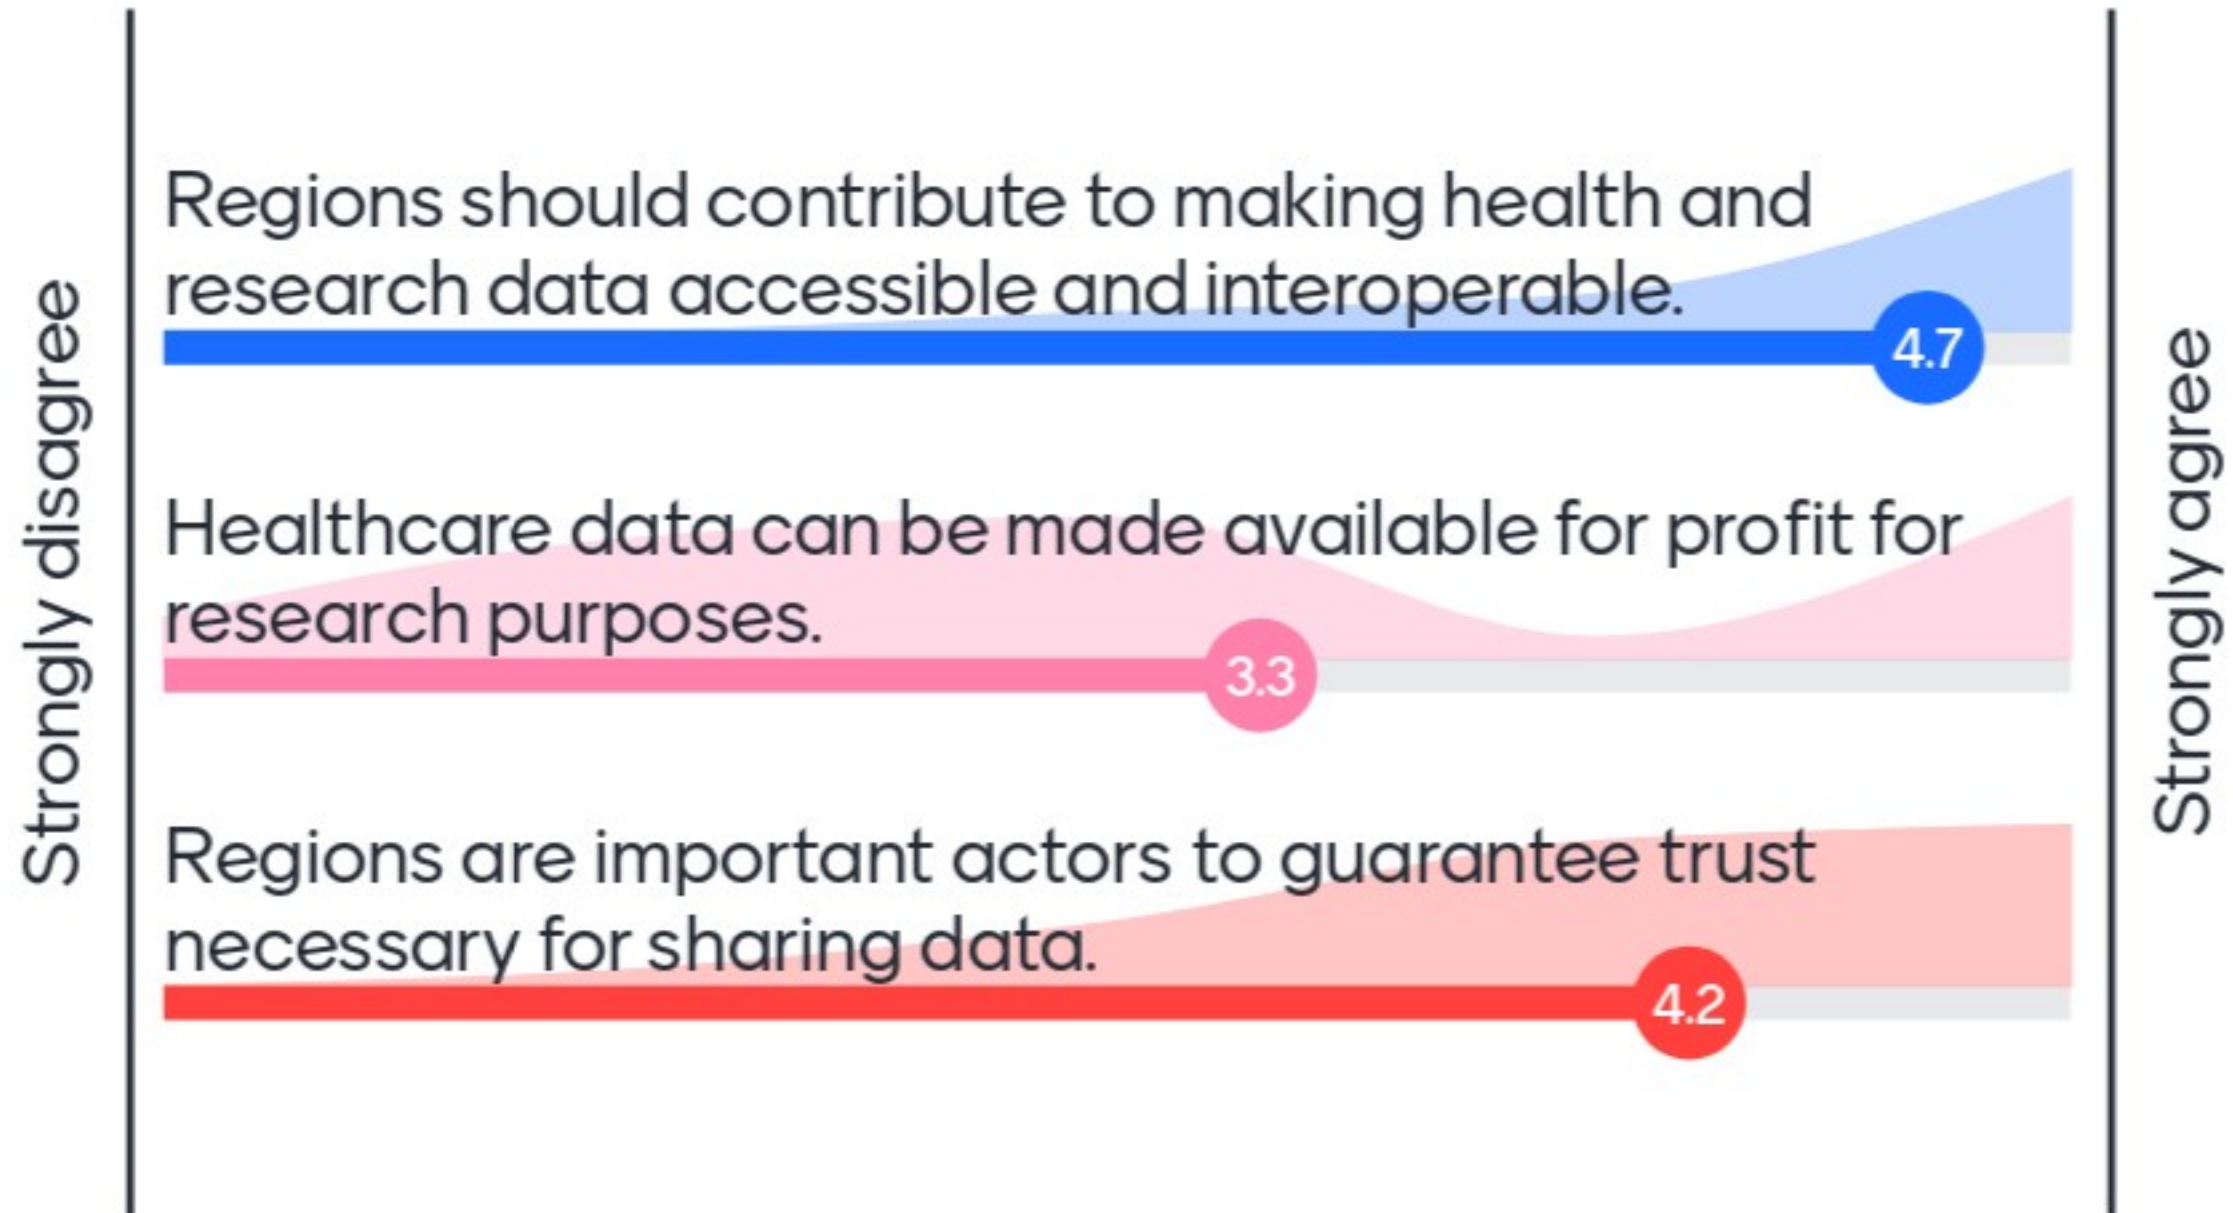 Strongly disagree
Regions should contribute to making health and
research data accessible and interoperable.
4.7
Healthcare data can be made available for profit for
research purposes.
3.3
Regions are important actors to guarantee trust
necessary for sharing data.
4.2
Strongly agree